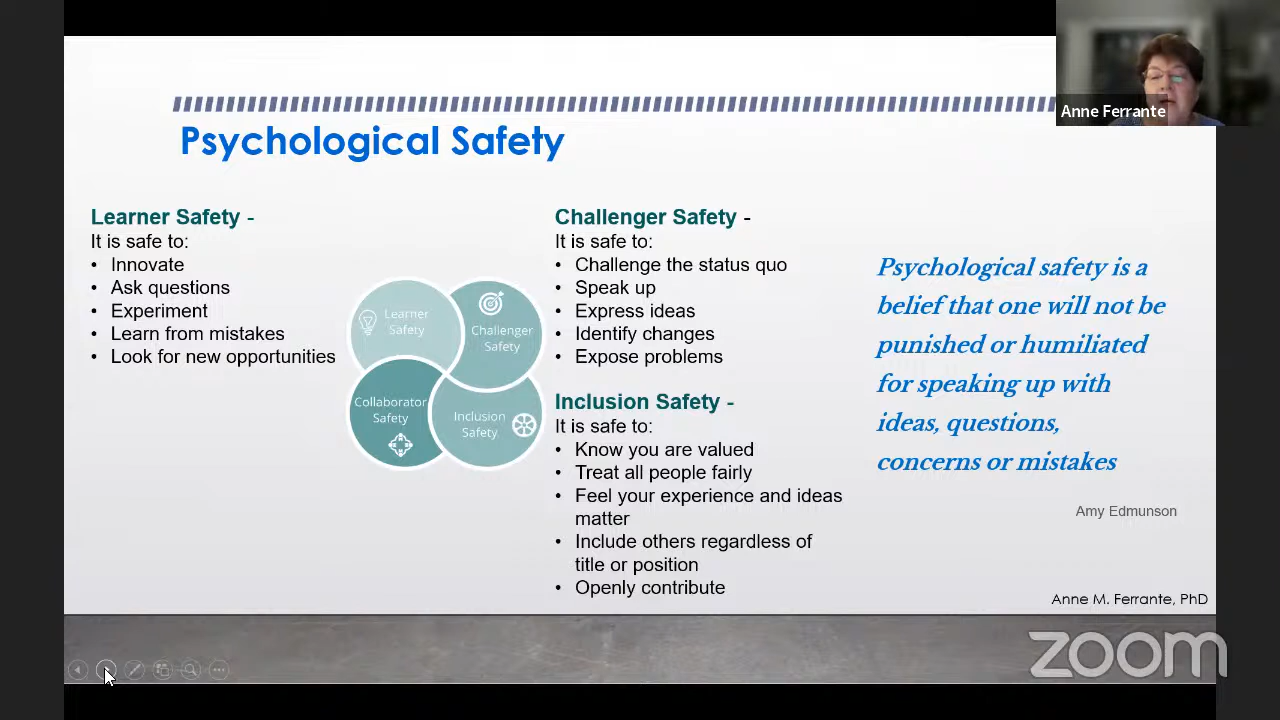 Anne Ferrante
Psychological Safety
Learner Safety -
It is safe to:
• Innovate
• Ask questions
• Experiment
• Learn from mistakes
• Look for new opportunities
Learner
Safety
Challenger
Safety
Collaborator
Safety
Inclusion
Safety
Challenger Safety -
It is safe to:
• Challenge the status quo
• Speak up
• Express ideas
• Identify changes
• Expose problems
Inclusion Safety -
It is safe to:
• Know you are valued
• Treat all people fairly
• Feel your experience and ideas
matter
• Include others regardless of
title or position
• Openly contribute
Psychological safety is a
belief that one will not be
punished or humiliated
for speaking up with
ideas, questions,
concerns or mistakes
Amy Edmunson
Anne M. Ferrante, PhD
zoom